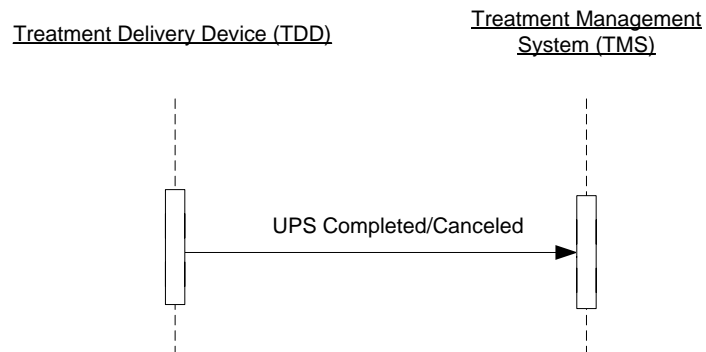 Treatment Delivery Device (TDD)
Treatment Management
System (TMS)
UPS Completed/Canceled